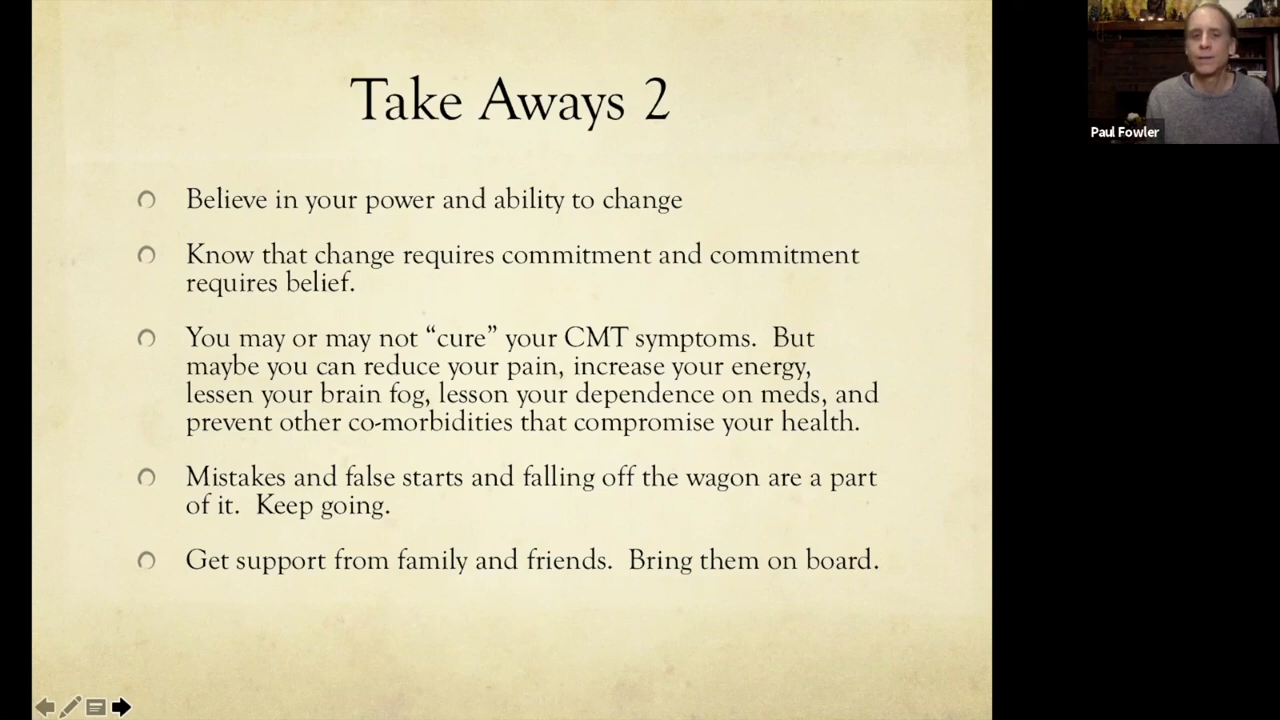 Take Aways 2
Believe in your power and ability to change
Know that change requires commitment and commitment
requires belief.
You may or may not “cure” your CMT symptoms.  But
maybe you can reduce your pain, increase your energy,
lessen your brain fog, lesson your dependence on meds, and
prevent other co-morbidities that compromise your health.
Mistakes and false starts and falling off the wagon are a part
of it.  Keep going.
Get support from family and friends.  Bring them on board.
Paul Fowler